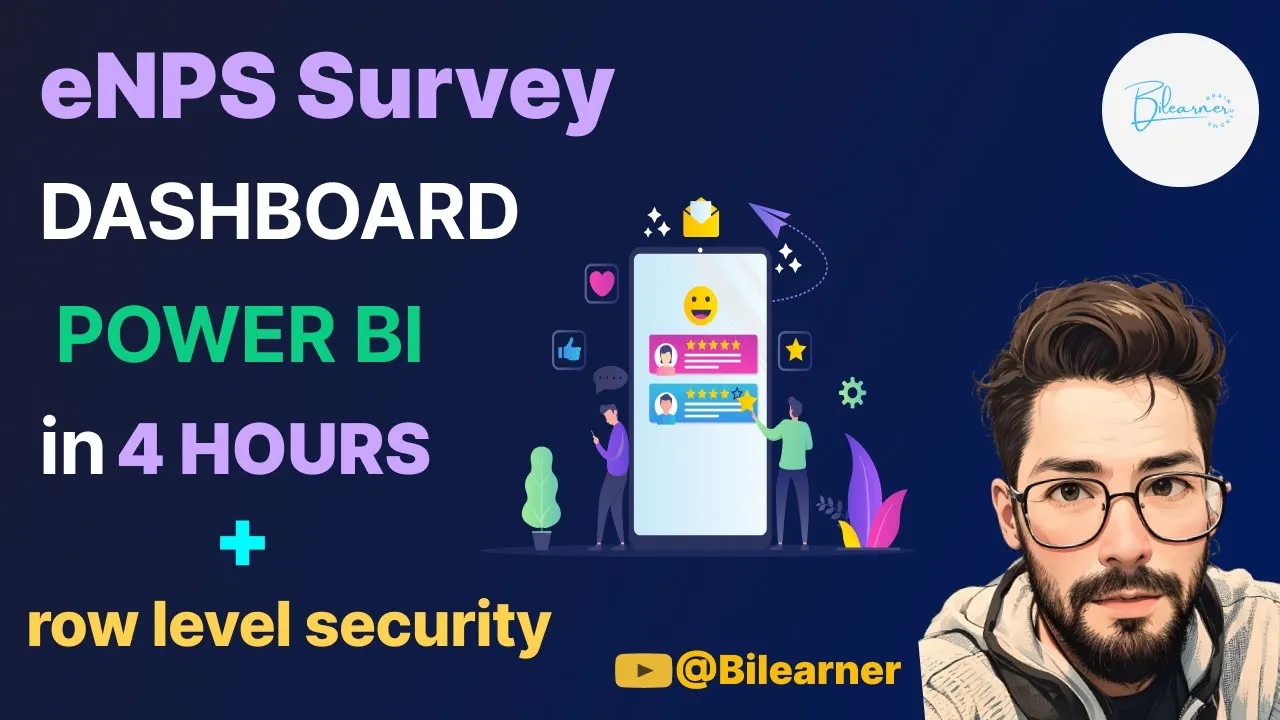 eNPS Survey
DASHBOARD
POWER BI
in 4 HOURS
+
row level security
@Bilearner
Bilearner